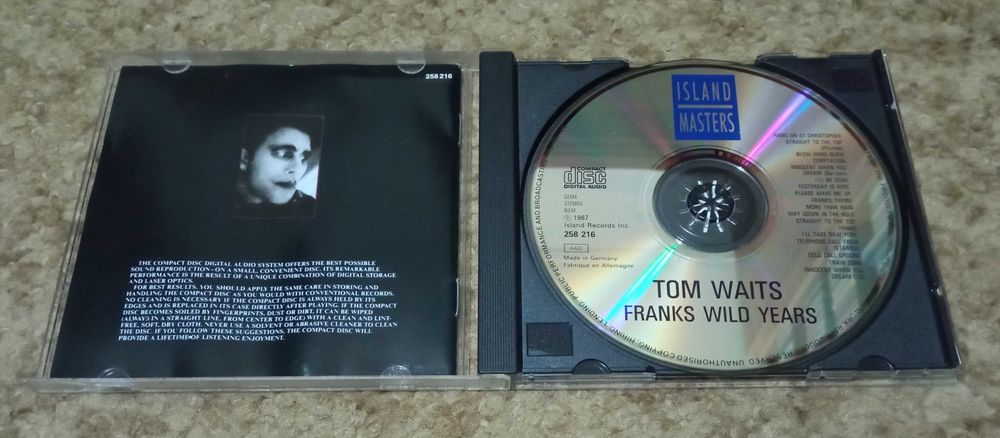 258 216
THE COMPACT DISC DIGITAL AUDIO SYSTEM OFFERS THE BEST POSSIBLE
SOUND REPRODUCTION–ON A SMALL, CONVENIENT DISC. ITS REMARKABLE
PERFORMANCE IS THE RESULT OF A UNIQUE COMBINATION OF DIGITAL STORAGE
AND LASER OPTICS.
FOR BEST RESULTS, YOU SHOULD APPLY THE SAME CARE IN STORING AND
HANDLING THE COMPACT DISC AS YOU WOULD WITH CONVENTIONAL RECORDS.
NO CLEANING IS NECESSARY IF THE COMPACT DISC IS ALWAYS HELD BY ITS
EDGES AND IS REPLACED IN ITS CASE DIRECTLY AFTER PLAYING. IF THE COMPACT
DISC BECOMES SOILED BY FINGERPRINTS, DUST OR DIRT, IT CAN BE WIPED
(ALWAYS IN A STRAIGHT LINE, FROM CENTER TO EDGE) WITH A CLEAN AND LINT-
FREE, SOFT, DRY CLOTH. NEVER USE A SOLVENT OR ABRASIVE CLEANER TO CLEAN
THE DISC. IF YOU FOLLOW THESE SUGGESTIONS, THE COMPACT DISC WILL
PROVIDE A LIFETIME OF LISTENING ENJOYMENT.
ISLAND
MASTERS
COMPACT
disc
DIGITAL AUDIO
GEMA
STEMRA
BIEM
℗ 1987
Island Records Inc.
258 216
AAD
Made in Germany
Fabriqué en Allemagne
HANG ON ST CHRISTOPHER
STRAIGHT TO THE TOP
BLOW WIND BLOW
TEMPTATION
INNOCENT WHEN YOU
DREAM (Barroom)
I'LL BE GONE
YESTERDAY IS HERE
PLEASE WAKE ME UP
FRANKS THEME
MORE THAN RAIN
WAY DOWN IN THE HOLE
STRAIGHT TO THE TOP
I'LL TAKE NEW YORK
TELEPHONE CALL FROM
ISTANBUL
COLD COLD GROUND
TRAIN SONG
INNOCENT WHEN YOU
DREAM
TOM WAITS
FRANKS WILD YEARS
RESERVED. UNAUTHORISED COPYING, HIRING, LENDING, PUBLIC PERFORMANCE AND BROADCASTING